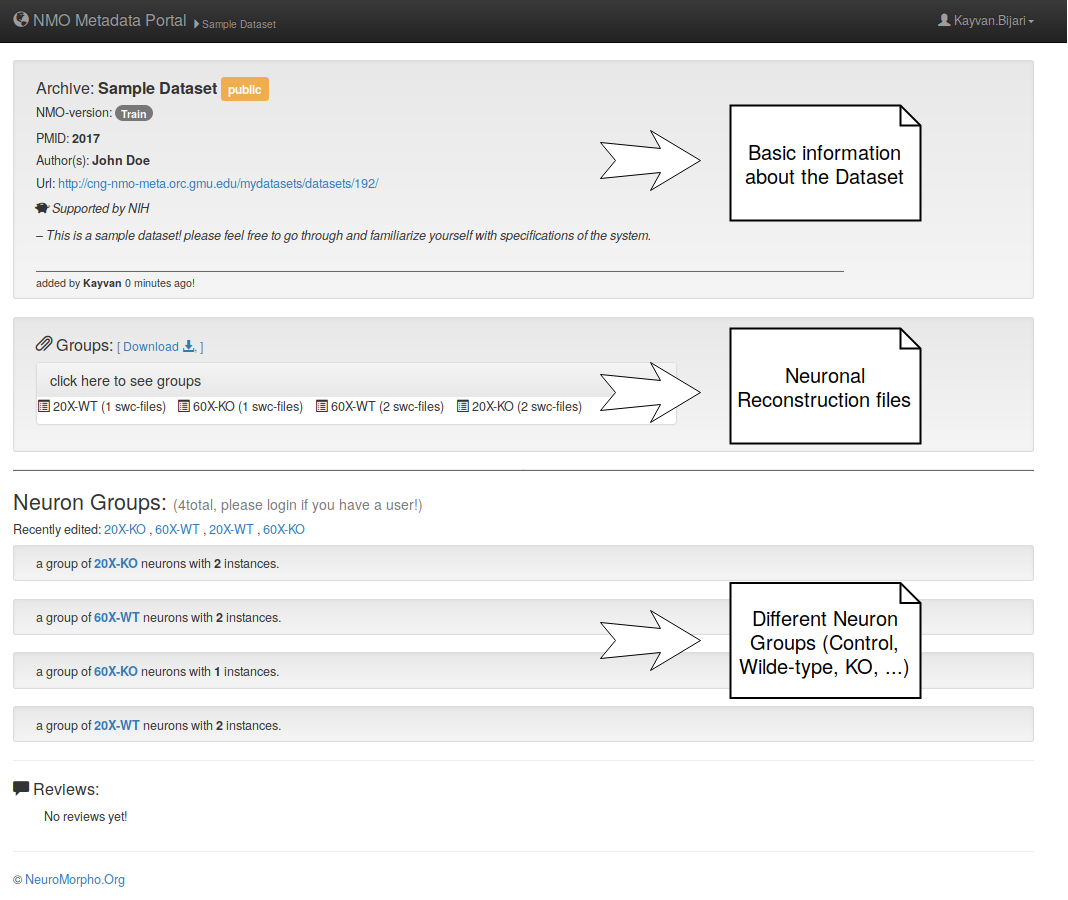 NMO Metadata Portal Sample Dataset
Kayvan.Bijari
Archive: Sample Dataset public
NMO-version: Train
PMID: 2017
Author(s): John Doe
Url: http://cng-nmo-meta.orc.gmu.edu/mydatasets/datasets/192/
Supported by NIH
– This is a sample dataset! please feel free to go through and familiarize yourself with specifications of the system.
added by Kayvan 0 minutes ago!
Basic information
about the Dataset
Groups: [ Download , ]
click here to see groups
20X-WT (1 swc-files) 60X-KO (1 swc-files) 60X-WT (2 swc-files) 20X-KO (2 swc-files)
Neuronal
Reconstruction files
Neuron Groups: (4total, please login if you have a user!)
Recently edited: 20X-KO , 60X-WT , 20X-WT , 60X-KO
a group of 20X-KO neurons with 2 instances.
a group of 60X-WT neurons with 2 instances.
a group of 60X-KO neurons with 1 instances.
a group of 20X-WT neurons with 2 instances.
Different Neuron
Groups (Control,
Wilde-type, KO, ...)
Reviews:
No reviews yet!
© NeuroMorpho.Org